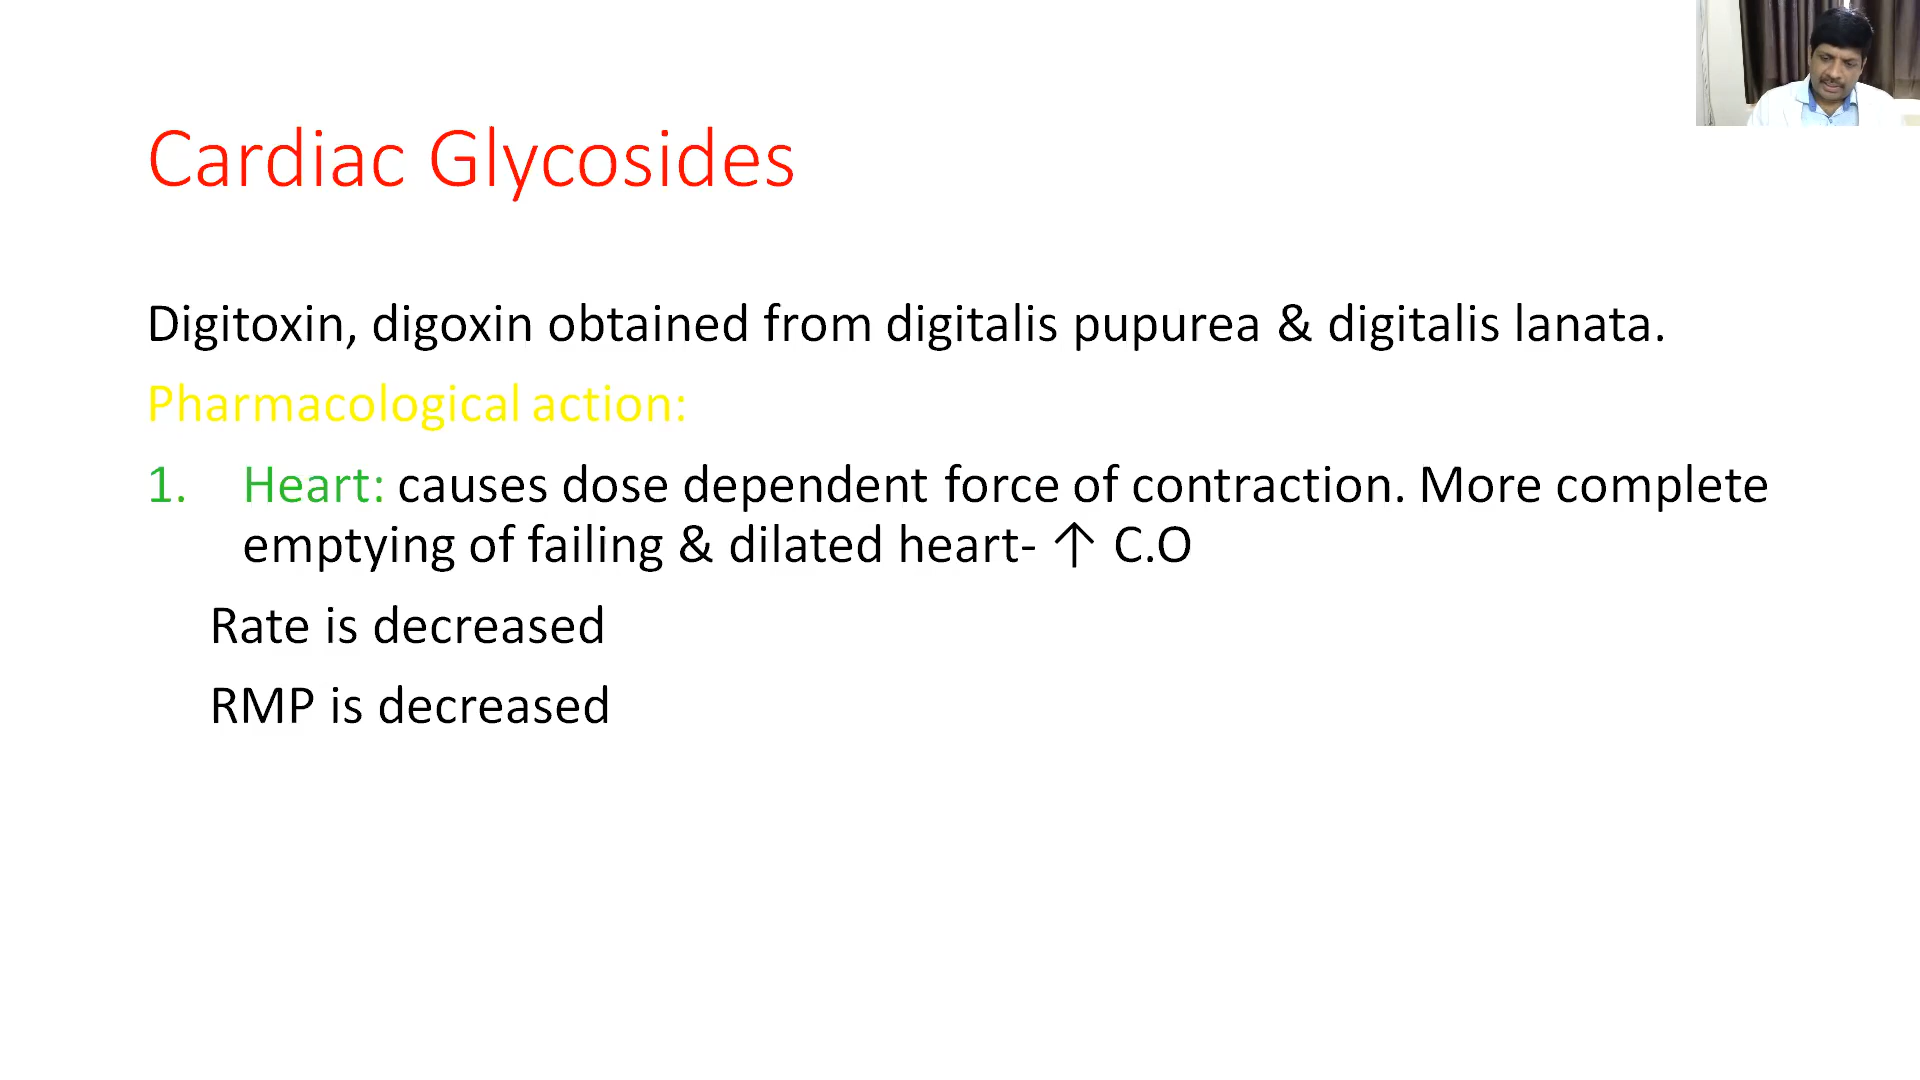 Cardiac Glycosides
Digitoxin, digoxin obtained from digitalis pupurea & digitalis lanata.
Pharmacological action:
1. Heart: causes dose dependent force of contraction. More complete
emptying of failing & dilated heart- ↑ C.O
Rate is decreased
RMP is decreased